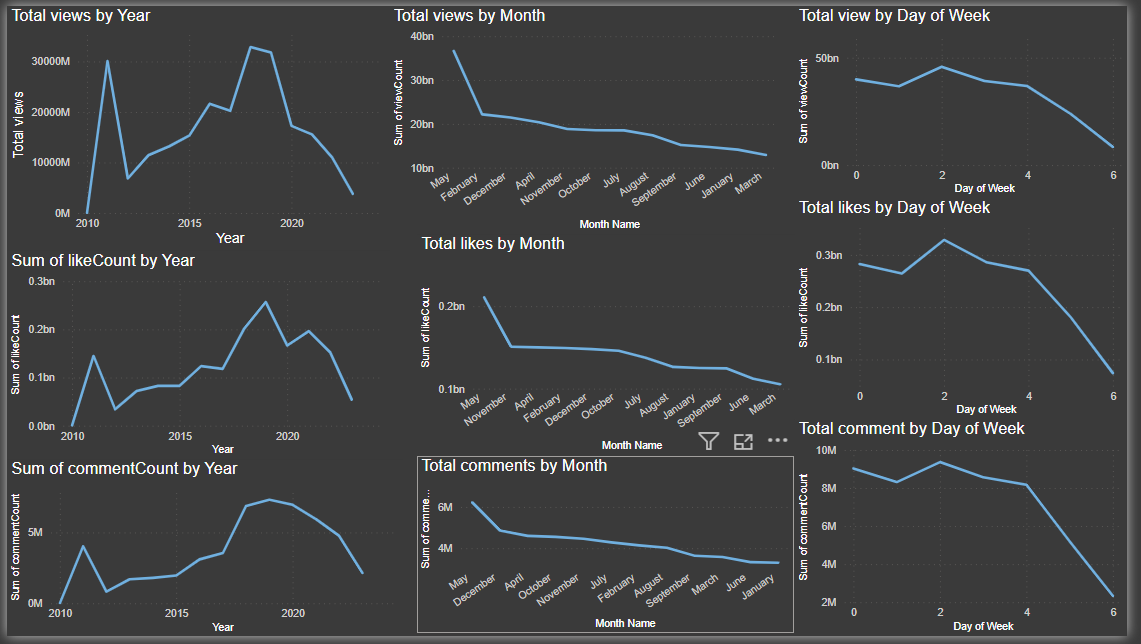 Total views by Year
Total views
30000M
20000M
10000M
0M
2010
2015
2020
Year
Total views by Month
Sum of viewCount
40bn
30bn
20bn
10bn
May
February
December
April
November
October
July
August
September
June
January
March
Month Name
Total view by Day of Week
Sum of viewCount
50bn
0bn
0
2
4
6
Day of Week
Sum of likeCount by Year
Sum of likeCount
0.3bn
0.2bn
0.1bn
0.0bn
2010
2015
2020
Year
Total likes by Month
Sum of likeCount
0.2bn
0.1bn
May
November
April
February
December
October
July
August
January
September
June
March
Month Name
Total likes by Day of Week
Sum of likeCount
0.3bn
0.2bn
0.1bn
0
2
4
6
Day of Week
Sum of commentCount by Year
Sum of commentCount
5M
0M
2010
2015
2020
Year
Total comments by Month
Sum of comme...
6M
4M
May
December
April
October
November
July
February
August
September
March
June
January
Month Name
Total comment by Day of Week
Sum of commentCount
10M
8M
6M
4M
2M
0
2
4
6
Day of Week